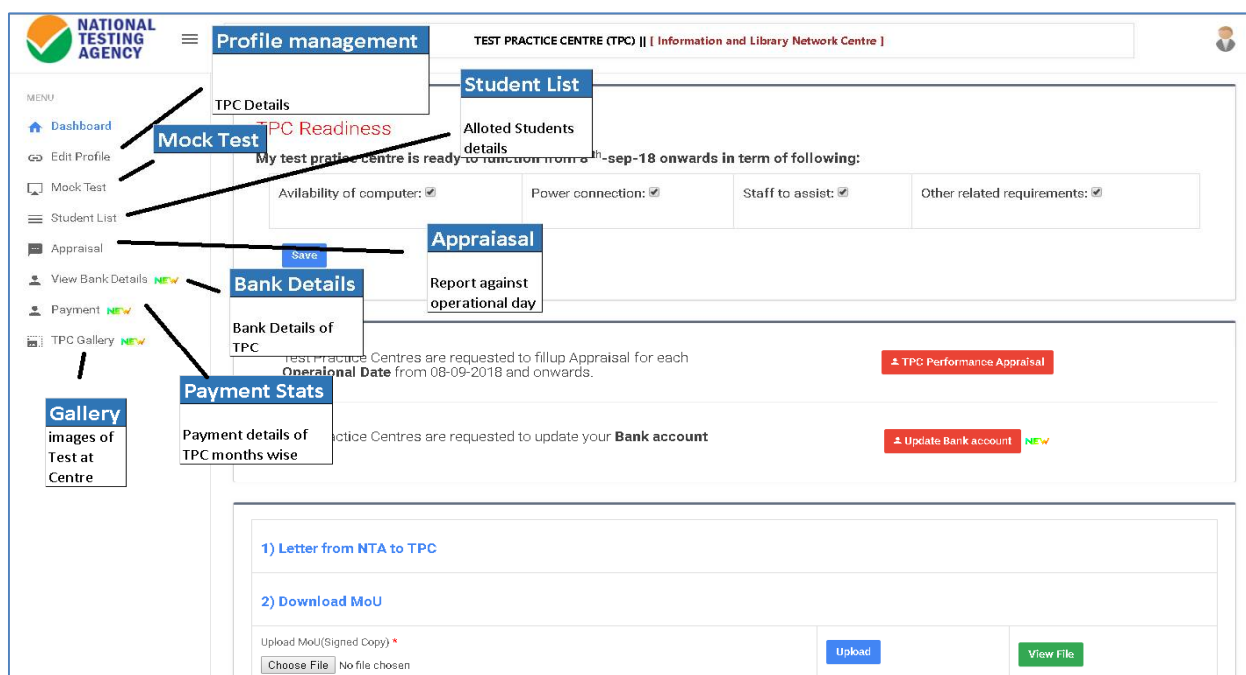 NATIONAL
TESTING
AGENCY
TEST PRACTICE CENTRE (TPC) || [ Information and Library Network Centre ]
Profile management
TPC Details
Student List
Alloted Students
details
Mock Test
MENU
Dashboard
Edit Profile
Mock Test
Student List
Appraisal
View Bank Details NEW
Payment NEW
TPC Gallery NEW
TPC Readiness
My test pratice centre is ready to function from 8th-sep-18 onwards in term of following:
Avilability of computer:
Power connection:
Staff to assist:
Other related requirements:
Save
Appraiasal
Report against
operational day
Bank Details
Bank Details of
TPC
Test Practice Centres are requested to fillup Appraisal for each
Operaional Date from 08-09-2018 and onwards.
TPC Performance Appraisal
Payment Stats
Payment details of
TPC months wise
Gallery
images of
Test at
Centre
actice Centres are requested to update your Bank account
Update Bank account NEW
1) Letter from NTA to TPC
2) Download MoU
Upload MoU(Signed Copy) *
Choose File No file chosen
Upload
View File